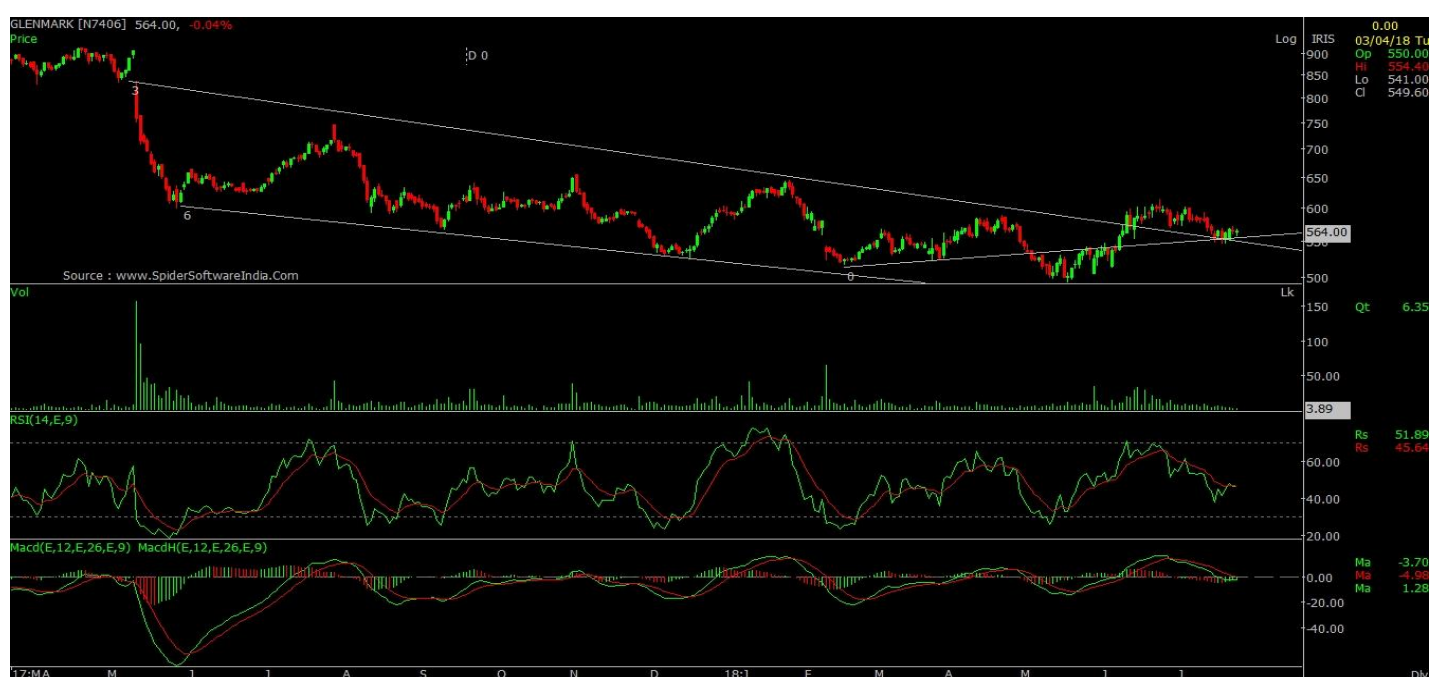 GLENMARK [N7406] 564.00, -0.04%
Price
D 0
Log
IRIS
0.00
03/04/18 Tu
Op 550.00
Hi 554.40
Lo 541.00
Cl 549.60
900
850
800
750
700
650
600
564.00
550
500
3
6
0
Source : www.SpiderSoftwareIndia.Com
Vol
Lk
150
100
50.00
3.89
Qt 6.35
RSI(14,E,9)
60.00
40.00
20.00
Rs 51.89
Rs 45.64
Macd(E,12,E,26,E,9) MacdH(E,12,E,26,E,9)
0.00
-20.00
-40.00
Ma -3.70
Ma -4.98
Ma 1.28
'17:MA M J J A S O N D '18:J F M A M J J Dly